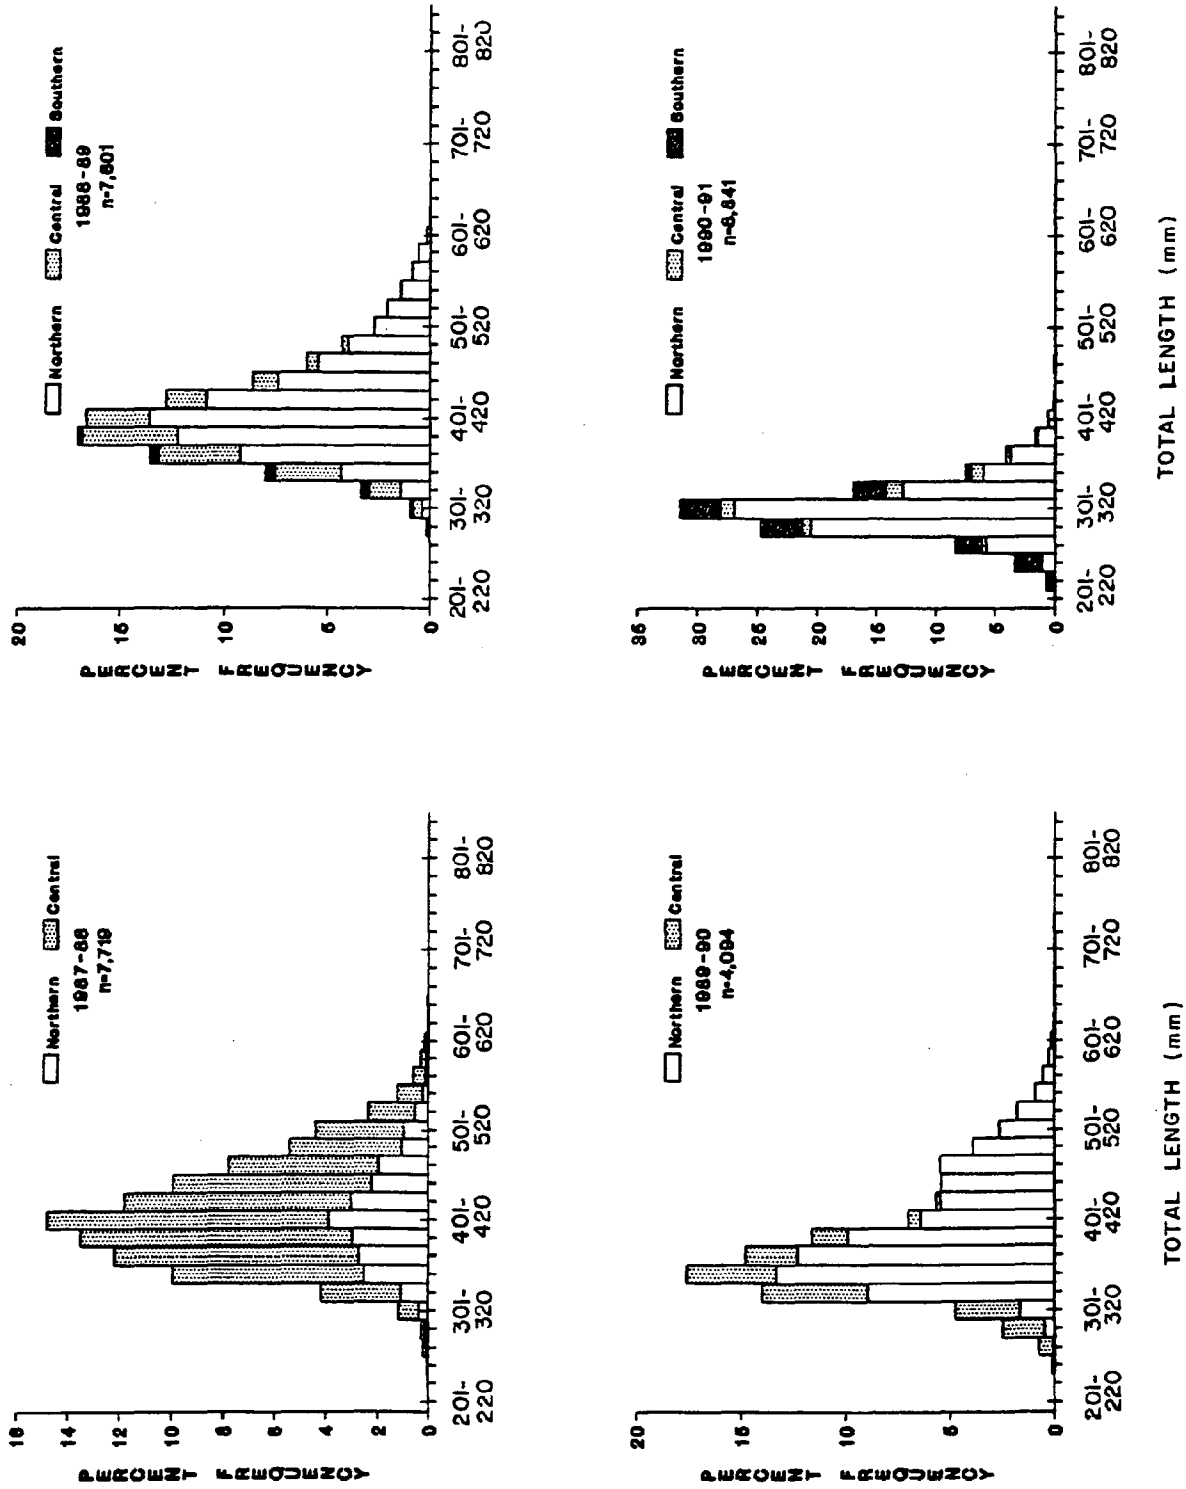 Northern Central
1987-88
n=7,719
PERCENT FREQUENCY
16
14
12
10
8
6
4
2
0
201- 301- 401- 501- 601- 701- 801-
220 320 420 520 620 720 820
Northern Central Southern
1988-89
n=7,601
PERCENT FREQUENCY
20
15
10
5
0
201- 301- 401- 501- 601- 701- 801-
220 320 420 520 620 720 820
Northern Central
1989-90
n=4,094
PERCENT FREQUENCY
20
15
10
5
0
201- 301- 401- 501- 601- 701- 801-
220 320 420 520 620 720 820
TOTAL LENGTH (mm)
Northern Central Southern
1990-91
n=6,841
PERCENT FREQUENCY
35
30
25
20
15
10
5
0
201- 301- 401- 501- 601- 701- 801-
220 320 420 520 620 720 820
TOTAL LENGTH (mm)